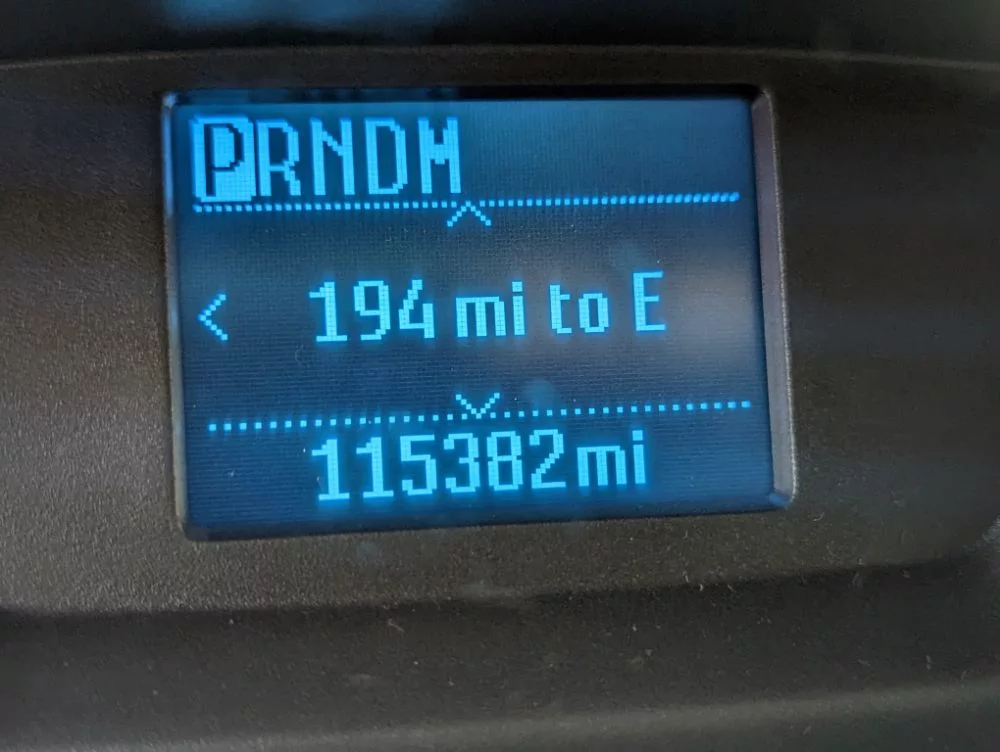 PRNDM
194 mi to E
115382mi